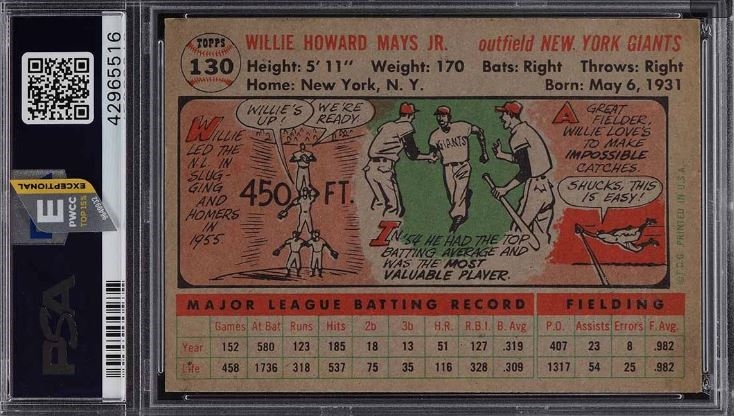 42965516
EXCEPTIONAL
E
PWCC
TOP 15%
PSA
TOPPS
130
WILLIE HOWARD MAYS JR. outfield NEW YORK GIANTS
Height: 5' 11" Weight: 170 Bats: Right Throws: Right
Home: New York, N. Y. Born: May 6, 1931
WILLIE
LED THE
N.L. IN
SLUG-
GING
AND
HOMERS
IN
1955.
WILLIE'S
UP!
WE'RE
READY.
450 FT.
GIANTS
IN '54 HE HAD THE TOP
BATTING AVERAGE AND
WAS THE MOST
VALUABLE PLAYER.
A GREAT
FIELDER,
WILLIE LOVE'S
TO MAKE
IMPOSSIBLE
CATCHES.
SHUCKS, THIS
IS EASY!
© T.C.G. PRINTED IN U.S.A.
MAJOR LEAGUE BATTING RECORD FIELDING
Games At Bat Runs Hits 2b 3b H.R. R.B.I. B. Avg. P.O. Assists Errors F. Avg.
Year 152 580 123 185 18 13 51 127 .319 407 23 8 .982
Life 458 1736 318 537 75 35 116 328 .309 1317 54 25 .982